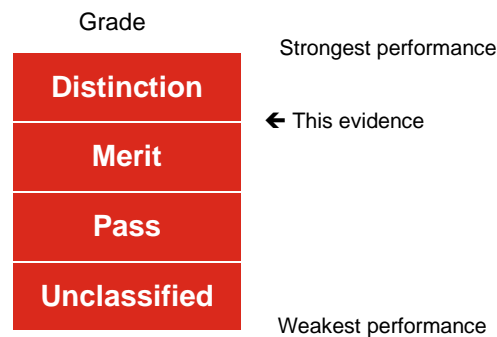 Grade
Strongest performance
Distinction
🡸 This evidence
Merit
Pass
Unclassified
Weakest performance